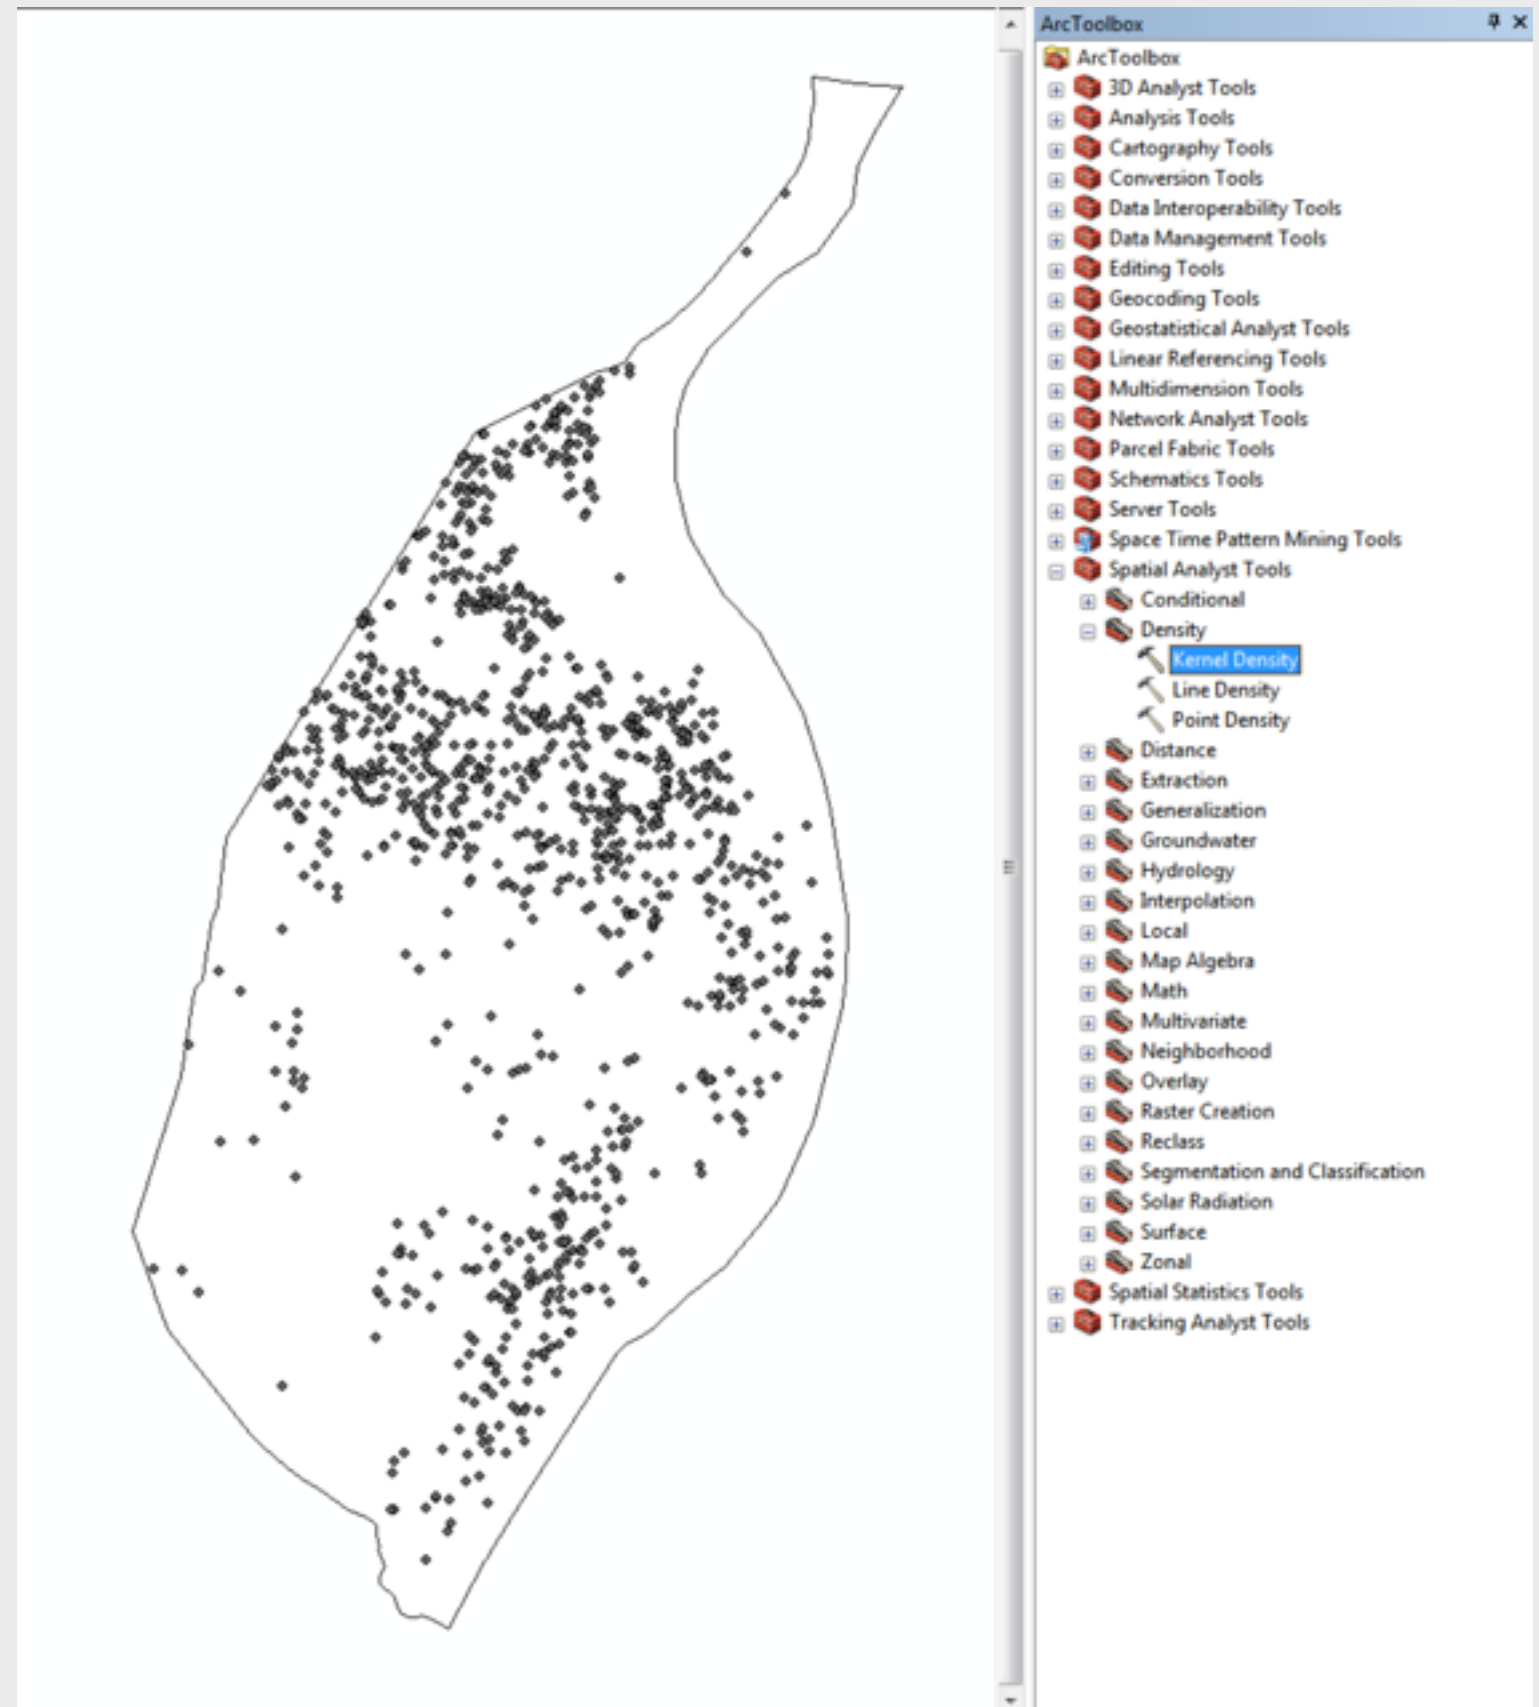 ArcToolbox
ArcToolbox
3D Analyst Tools
Analysis Tools
Cartography Tools
Conversion Tools
Data Interoperability Tools
Data Management Tools
Editing Tools
Geocoding Tools
Geostatistical Analyst Tools
Linear Referencing Tools
Multidimension Tools
Network Analyst Tools
Parcel Fabric Tools
Schematics Tools
Server Tools
Space Time Pattern Mining Tools
Spatial Analyst Tools
Conditional
Density
Kernel Density
Line Density
Point Density
Distance
Extraction
Generalization
Groundwater
Hydrology
Interpolation
Local
Map Algebra
Math
Multivariate
Neighborhood
Overlay
Raster Creation
Reclass
Segmentation and Classification
Solar Radiation
Surface
Zonal
Spatial Statistics Tools
Tracking Analyst Tools